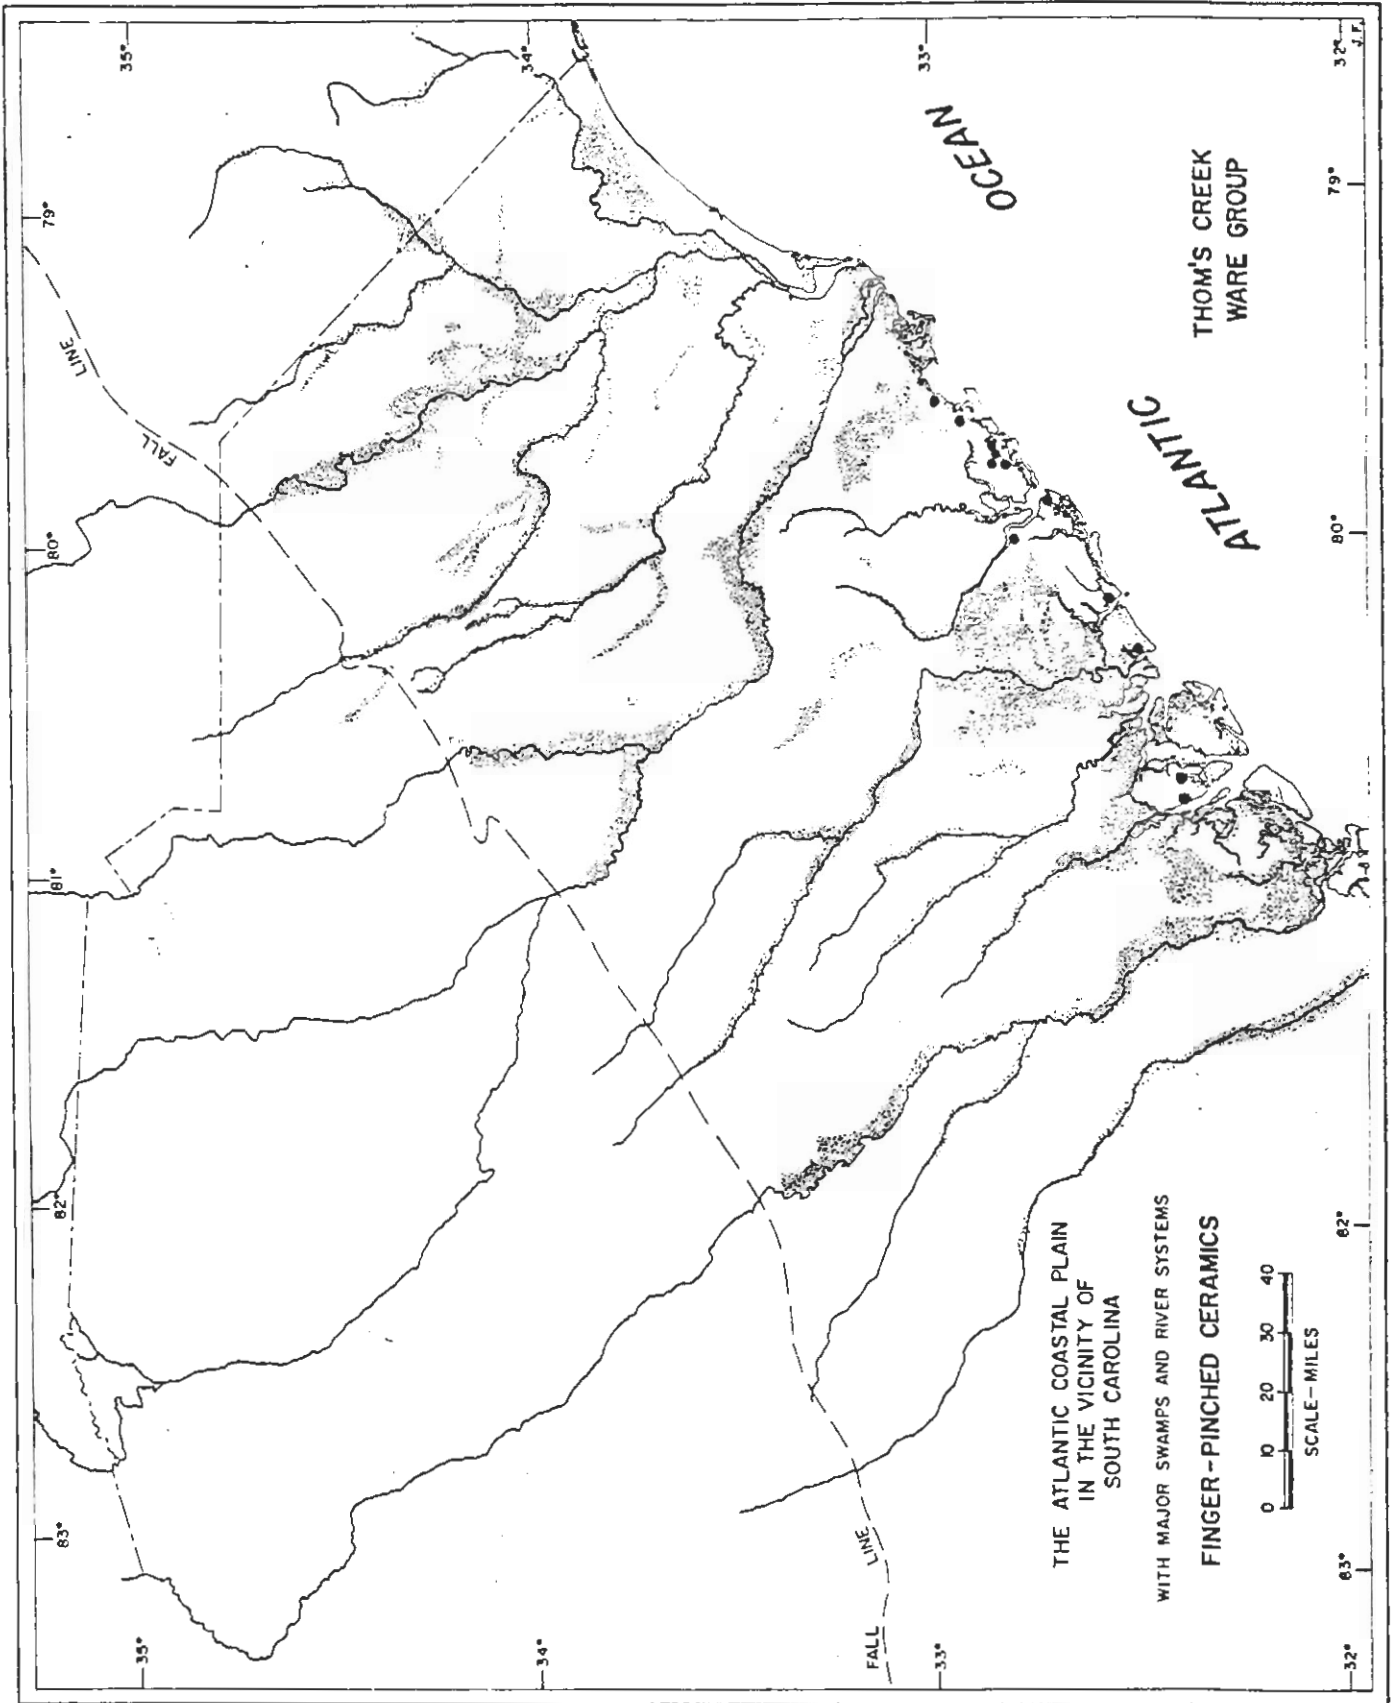 THE ATLANTIC COASTAL PLAIN
IN THE VICINITY OF
SOUTH CAROLINA
WITH MAJOR SWAMPS AND RIVER SYSTEMS
FINGER-PINCHED CERAMICS
0 10 20 30 40
SCALE-MILES
THOM'S CREEK
WARE GROUP
ATLANTIC
OCEAN
FALL
LINE
FALL
LINE
83°
82°
81°
80°
79°
35°
34°
33°
32°
J.F.
35°
34°
33°
32°
83°
82°
80°
79°